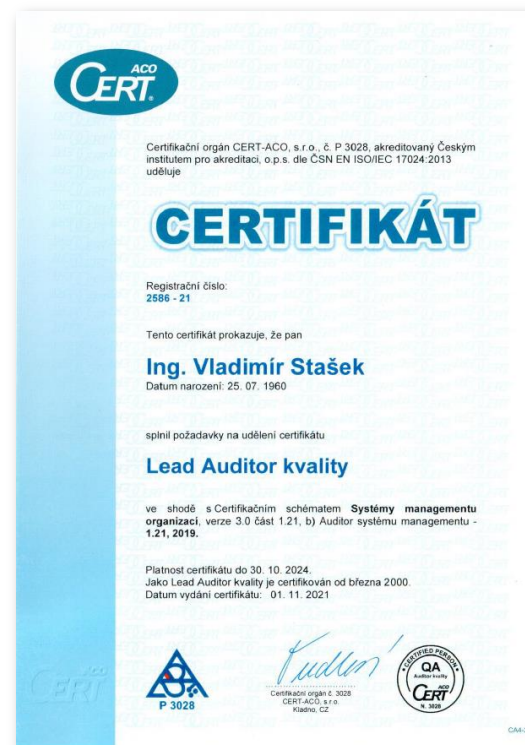 ACO
CERT®
Certifikační orgán CERT-ACO, s.r.o., č. P 3028, akreditovaný Českým
institutem pro akreditaci, o.p.s. dle ČSN EN ISO/IEC 17024:2013
uděluje
CERTIFIKÁT
Registrační číslo:
2586 - 21
Tento certifikát prokazuje, že pan
Ing. Vladimír Stašek
Datum narození: 25. 07. 1960
splnil požadavky na udělení certifikátu
Lead Auditor kvality
ve shodě s Certifikačním schématem Systémy managementu
organizací, verze 3.0 část 1.21, b) Auditor systému managementu -
1.21, 2019.
Platnost certifikátu do 30. 10. 2024.
Jako Lead Auditor kvality je certifikován od března 2000.
Datum vydání certifikátu: 01. 11. 2021
P 3028
Certifikační orgán č. 3028
CERT-ACO, s.r.o.
Kladno, CZ
CERTIFIED PERSON
QA
Auditor kvality
ACO
CERT
N. 3028